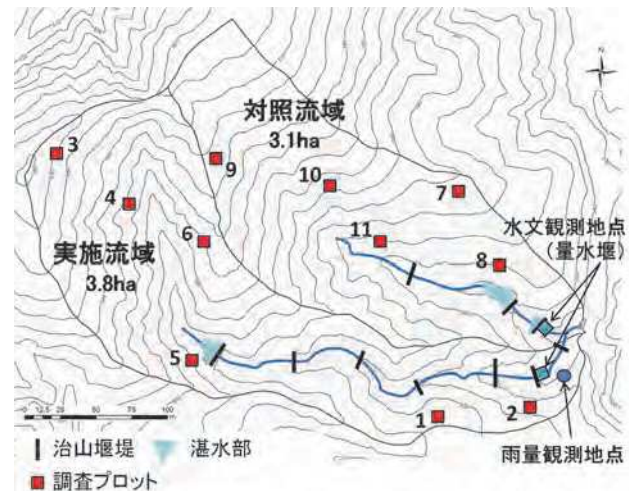 N
対照流域
3.1ha
3
4
9
10
7
6
11
8
実施流域
3.8ha
水文観測地点
(量水堰)
5
1
2
0 12.5 25 50 75 100
雨量観測地点
治山堰堤
湛水部
調査プロット